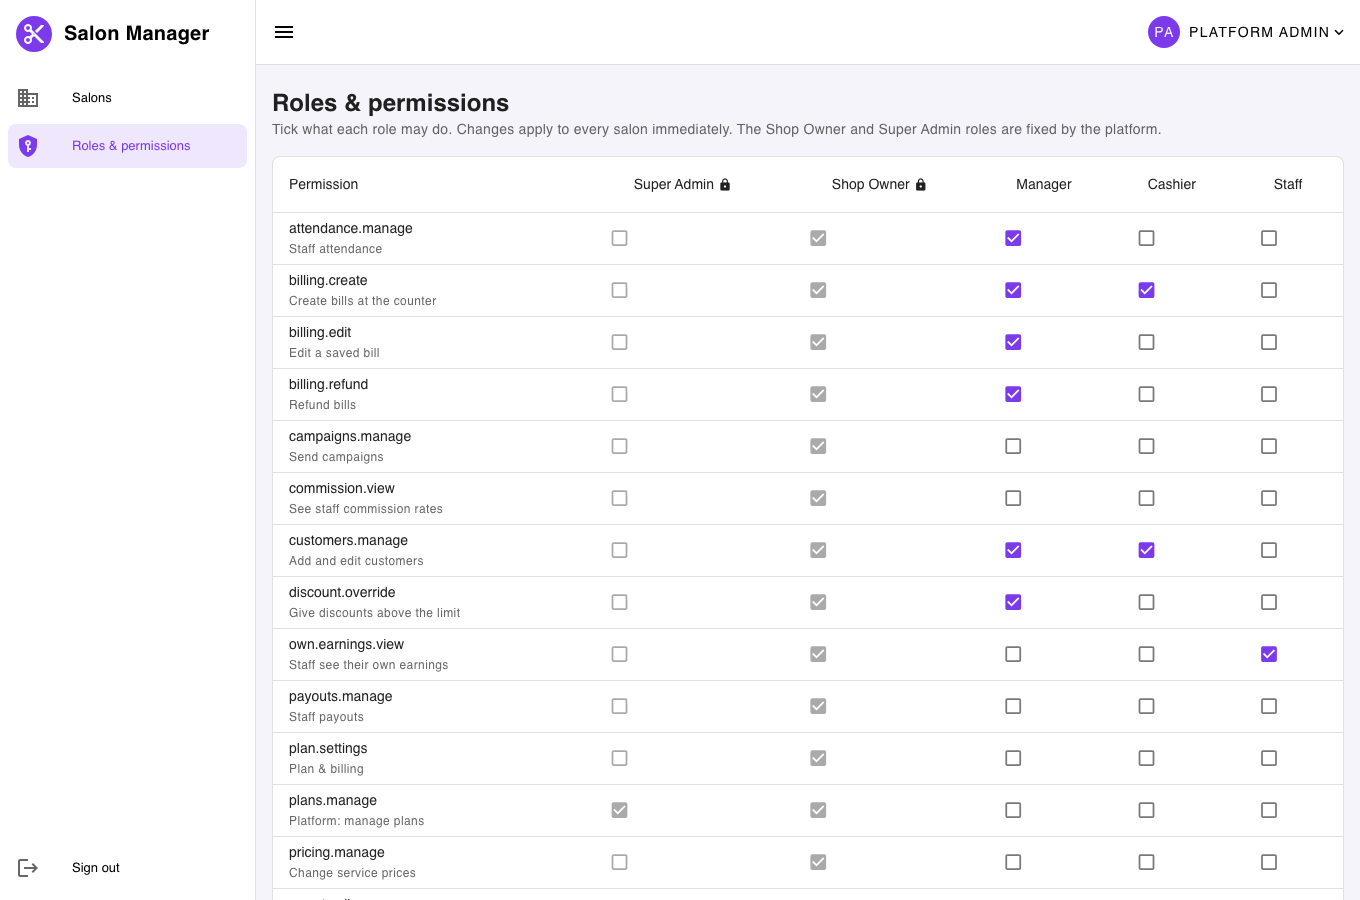 Salon Manager
PA PLATFORM ADMIN
Salons
Roles & permissions
Sign out
Roles & permissions
Tick what each role may do. Changes apply to every salon immediately. The Shop Owner and Super Admin roles are fixed by the platform.
Permission Super Admin Shop Owner Manager Cashier Staff
attendance.manage
Staff attendance
billing.create
Create bills at the counter
billing.edit
Edit a saved bill
billing.refund
Refund bills
campaigns.manage
Send campaigns
commission.view
See staff commission rates
customers.manage
Add and edit customers
discount.override
Give discounts above the limit
own.earnings.view
Staff see their own earnings
payouts.manage
Staff payouts
plan.settings
Plan & billing
plans.manage
Platform: manage plans
pricing.manage
Change service prices